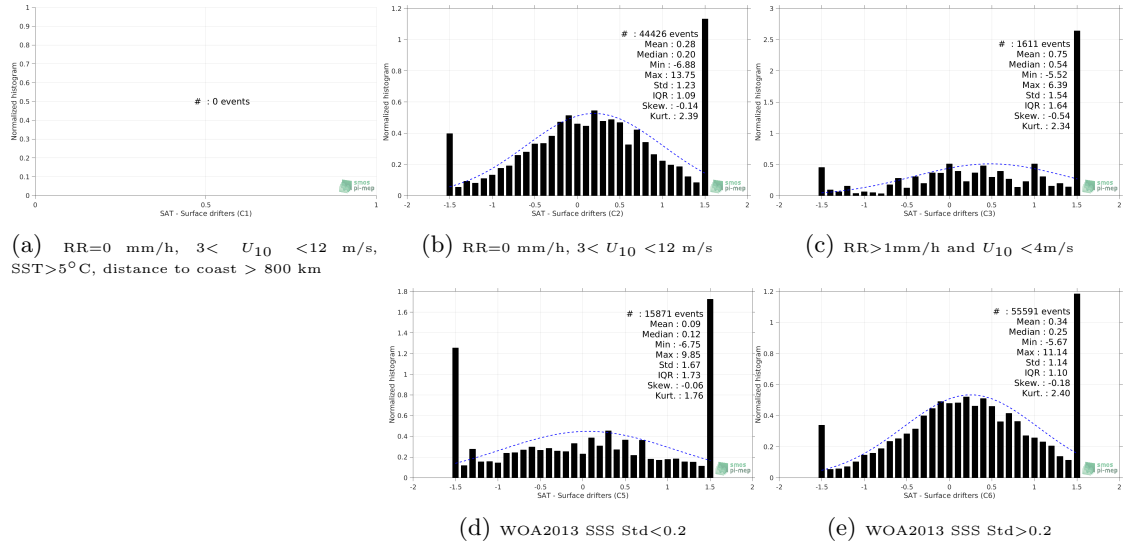 1
0.9
0.8
0.7
0.6
0.5
0.4
0.3
0.2
0.1
0
Normalized histogram
# : 0 events
0 0.5 1
SAT - Surface drifters (C1)
smos
pi-mep
(a) RR=0 mm/h, 3< U10 <12 m/s,
SST>5°C, distance to coast > 800 km
1.2
1
0.8
0.6
0.4
0.2
0
Normalized histogram
# : 44426 events
Mean : 0.28
Median : 0.20
Min : -6.88
Max : 13.75
Std : 1.23
IQR : 1.09
Skew. : -0.14
Kurt. : 2.39
-2 -1.5 -1 -0.5 0 0.5 1 1.5 2
SAT - Surface drifters (C2)
smos
pi-mep
(b) RR=0 mm/h, 3< U10 <12 m/s
3
2.5
2
1.5
1
0.5
0
Normalized histogram
# : 1611 events
Mean : 0.75
Median : 0.54
Min : -5.52
Max : 6.39
Std : 1.54
IQR : 1.64
Skew. : -0.54
Kurt. : 2.34
-2 -1.5 -1 -0.5 0 0.5 1 1.5 2
SAT - Surface drifters (C3)
smos
pi-mep
(c) RR>1mm/h and U10 <4m/s
1.8
1.6
1.4
1.2
1
0.8
0.6
0.4
0.2
0
Normalized histogram
# : 15871 events
Mean : 0.09
Median : 0.12
Min : -6.75
Max : 9.85
Std : 1.67
IQR : 1.73
Skew. : -0.06
Kurt. : 1.76
-2 -1.5 -1 -0.5 0 0.5 1 1.5 2
SAT - Surface drifters (C5)
smos
pi-mep
(d) WOA2013 SSS Std<0.2
1.2
1
0.8
0.6
0.4
0.2
0
Normalized histogram
# : 55591 events
Mean : 0.34
Median : 0.25
Min : -5.67
Max : 11.14
Std : 1.14
IQR : 1.10
Skew. : -0.18
Kurt. : 2.40
-2 -1.5 -1 -0.5 0 0.5 1 1.5 2
SAT - Surface drifters (C6)
smos
pi-mep
(e) WOA2013 SSS Std>0.2